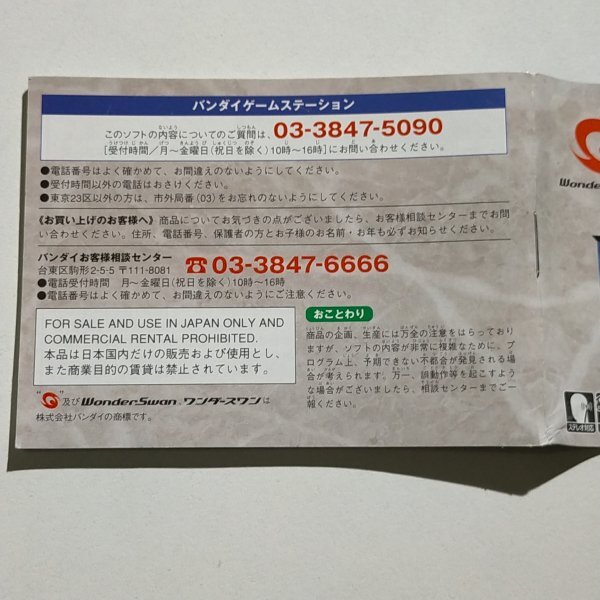 バンダイゲームステーション
このソフトの内容についてのご質問は、03-3847-5090
[受付時間/月〜金曜日(祝日を除く)10時〜16時]にお問い合わせください。
●電話番号はよく確かめて、お間違えのないようにしてください。
●受付時間以外の電話はおさけください。
●東京23区以外の方は、市外局番(03)をお忘れのないようにしてください。
《お買い上げのお客様へ》商品についてお気づきの点がございましたら、お客様相談センターまでお問
い合わせください。住所、電話番号、保護者の方とお子様のお名前・お年も必ずお知らせください。
バンダイお客様相談センター
台東区駒形2-5-5 〒111-8081
☎03-3847-6666
●電話受付時間 月〜金曜日(祝日を除く)10時〜16時
●電話番号はよく確かめて、お間違えのないようにご注意ください。
FOR SALE AND USE IN JAPAN ONLY AND
COMMERCIAL RENTAL PROHIBITED.
本品は日本国内だけの販売および使用とし、
また商業目的の賃貸は禁止されています。
" "及びWonderSwan、ワンダースワンは
株式会社バンダイの商標です。
おことわり
商品の企画、生産には万全の注意をはらっており
ますが、ソフトの内容が非常に複雑なために、プ
ログラム上、予期できない不都合が発見される場
合が考えられます。万一、誤動作等を起こすよう
な場合がございましたら、相談センターまでご一
報ください。
ステレオ対応